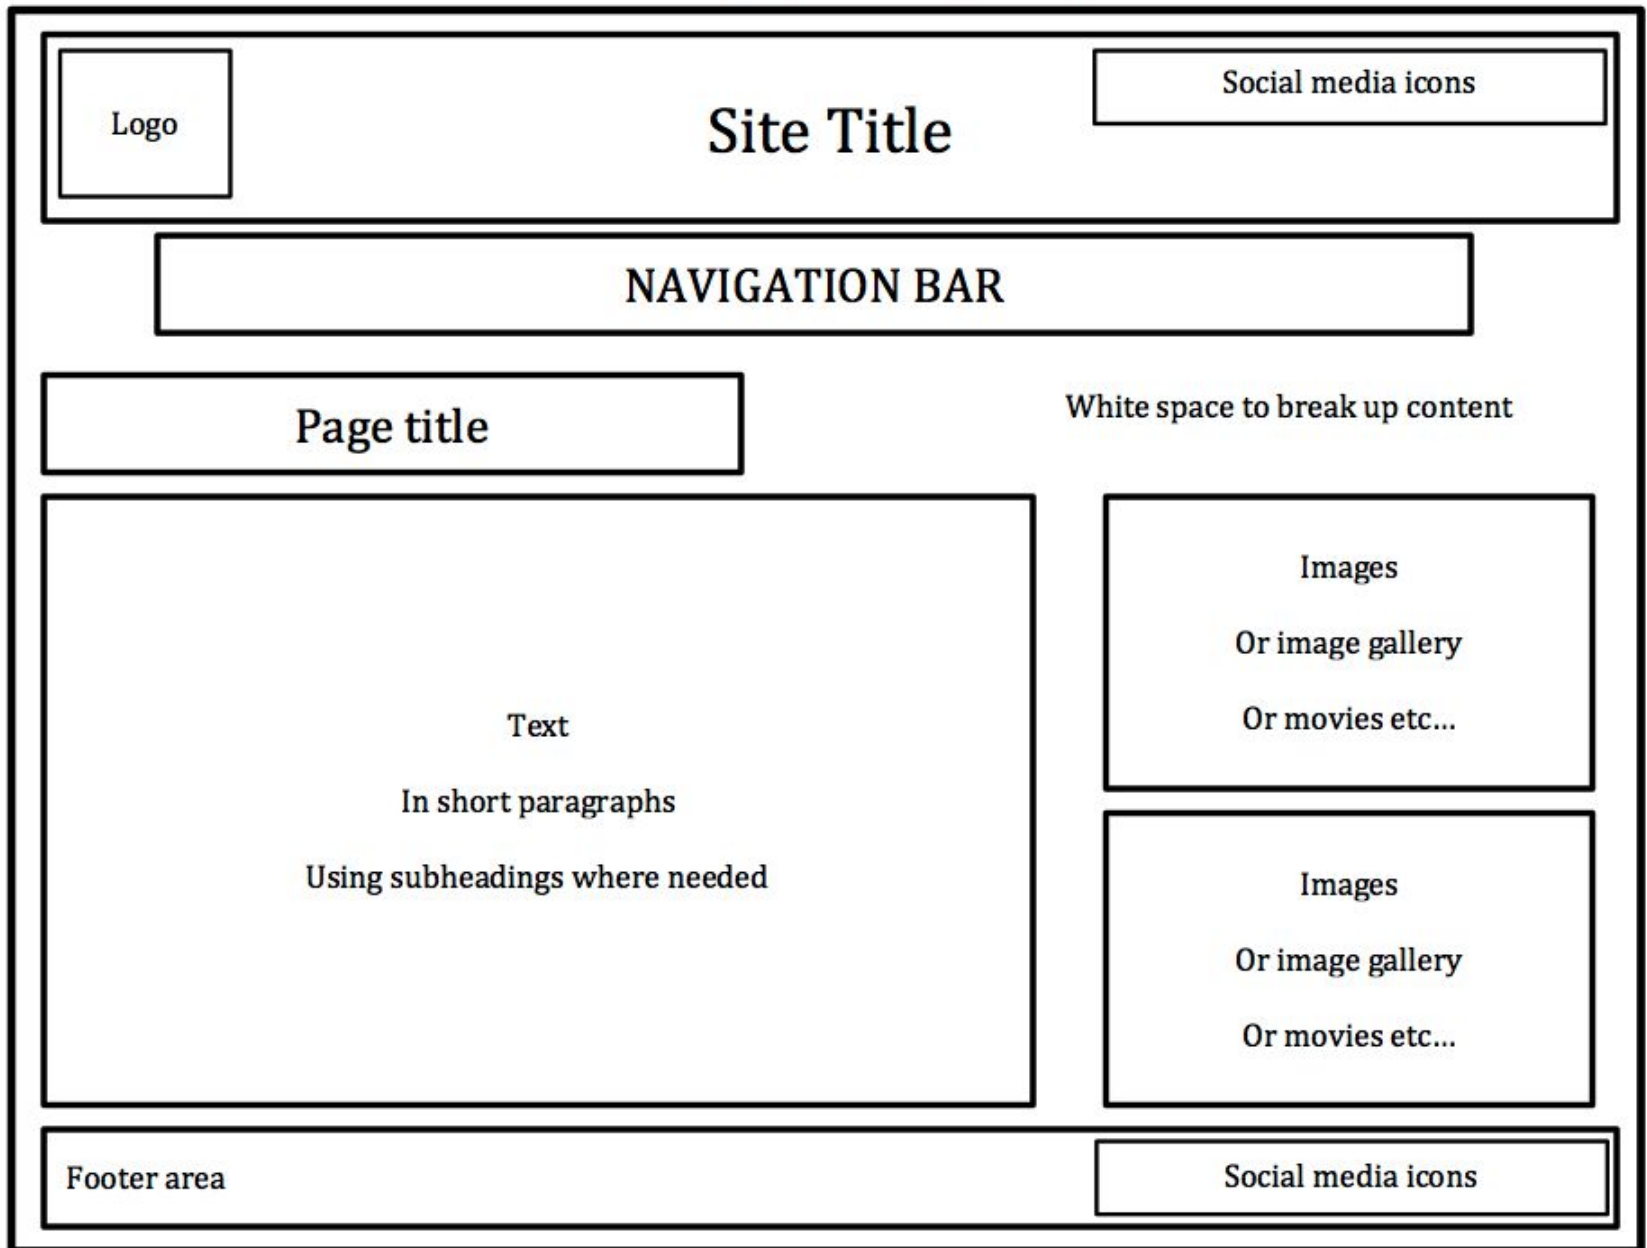 Logo
Site Title
Social media icons
NAVIGATION BAR
Page title
White space to break up content
Text
In short paragraphs
Using subheadings where needed
Images
Or image gallery
Or movies etc...
Images
Or image gallery
Or movies etc...
Footer area
Social media icons